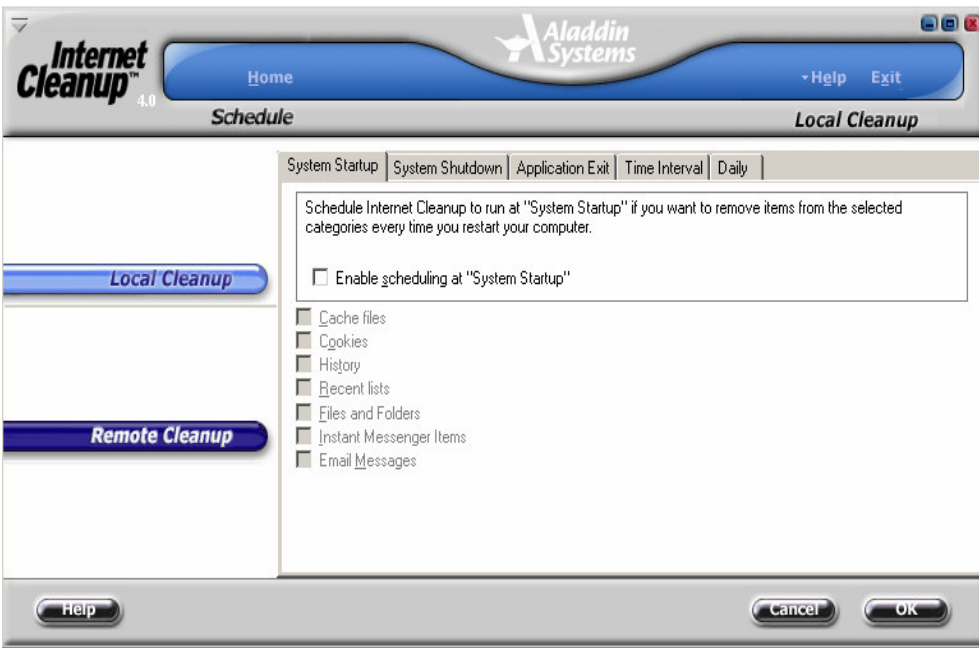 Internet
Cleanup™
4.0
Aladdin
Systems
Home
Help Exit
Schedule
Local Cleanup
System Startup System Shutdown Application Exit Time Interval Daily
Schedule Internet Cleanup to run at "System Startup" if you want to remove items from the selected
categories every time you restart your computer.
Enable scheduling at "System Startup"
Cache files
Cookies
History
Recent lists
Files and Folders
Instant Messenger Items
Email Messages
Local Cleanup
Remote Cleanup
Help
Cancel
OK